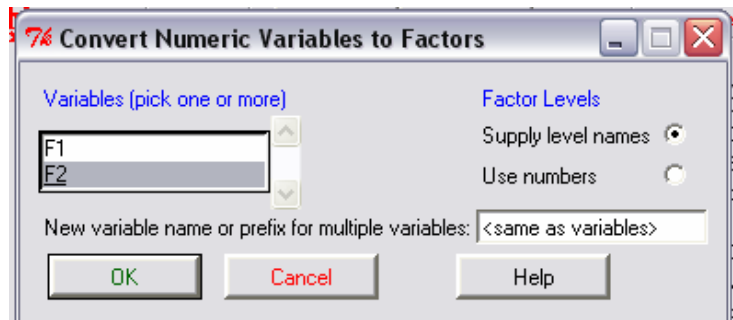 Convert Numeric Variables to Factors
Variables (pick one or more)
Factor Levels
F1
F2
Supply level names
Use numbers
New variable name or prefix for multiple variables: <same as variables>
OK Cancel Help